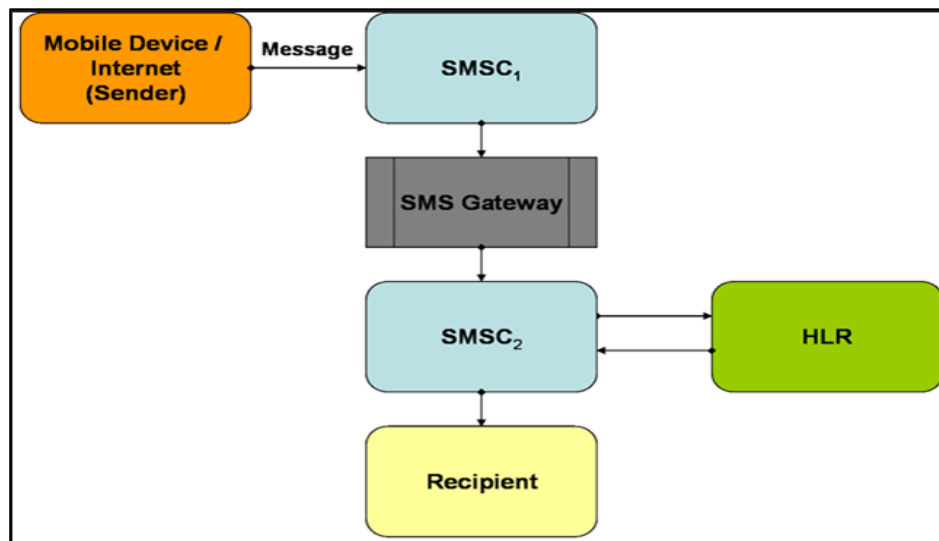 Mobile Device /
Internet
(Sender)
Message
SMSC₁
SMS Gateway
SMSC₂
HLR
Recipient